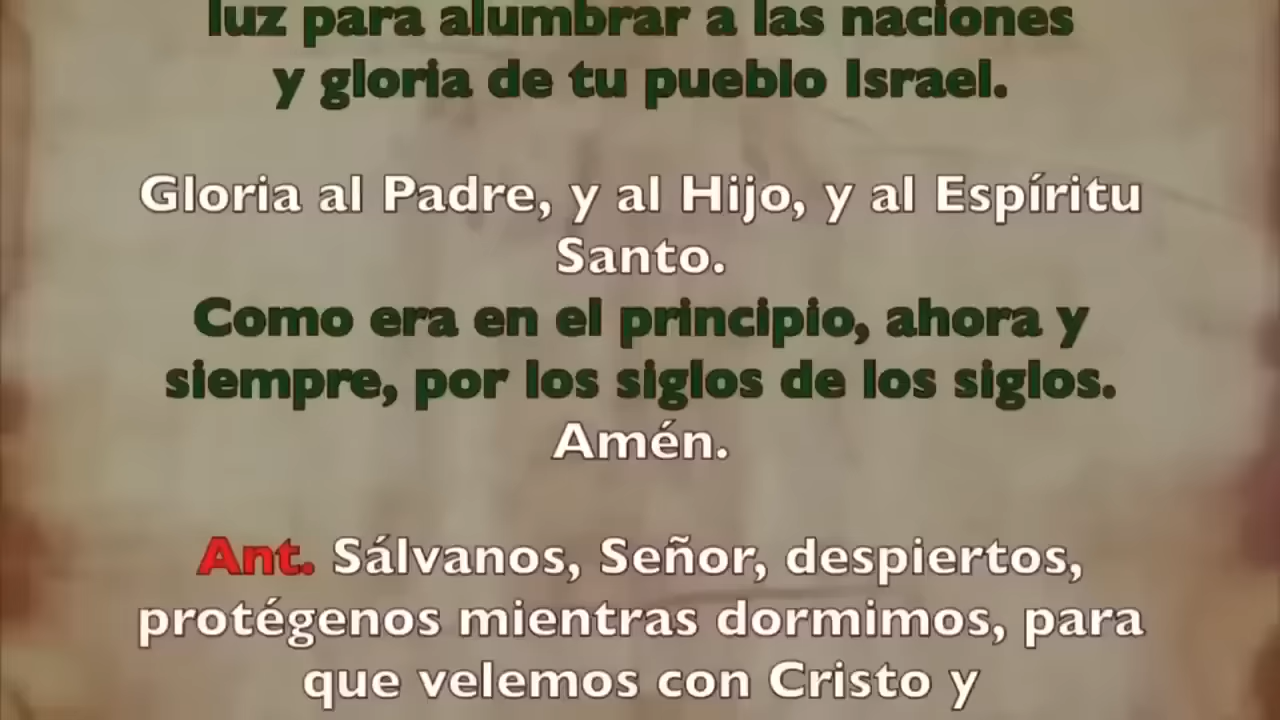 luz para alumbrar a las naciones
y gloria de tu pueblo Israel.
Gloria al Padre, y al Hijo, y al Espíritu
Santo.
Como era en el principio, ahora y
siempre, por los siglos de los siglos.
Amén.
Ant. Sálvanos, Señor, despiertos,
protégenos mientras dormimos, para
que velemos con Cristo y